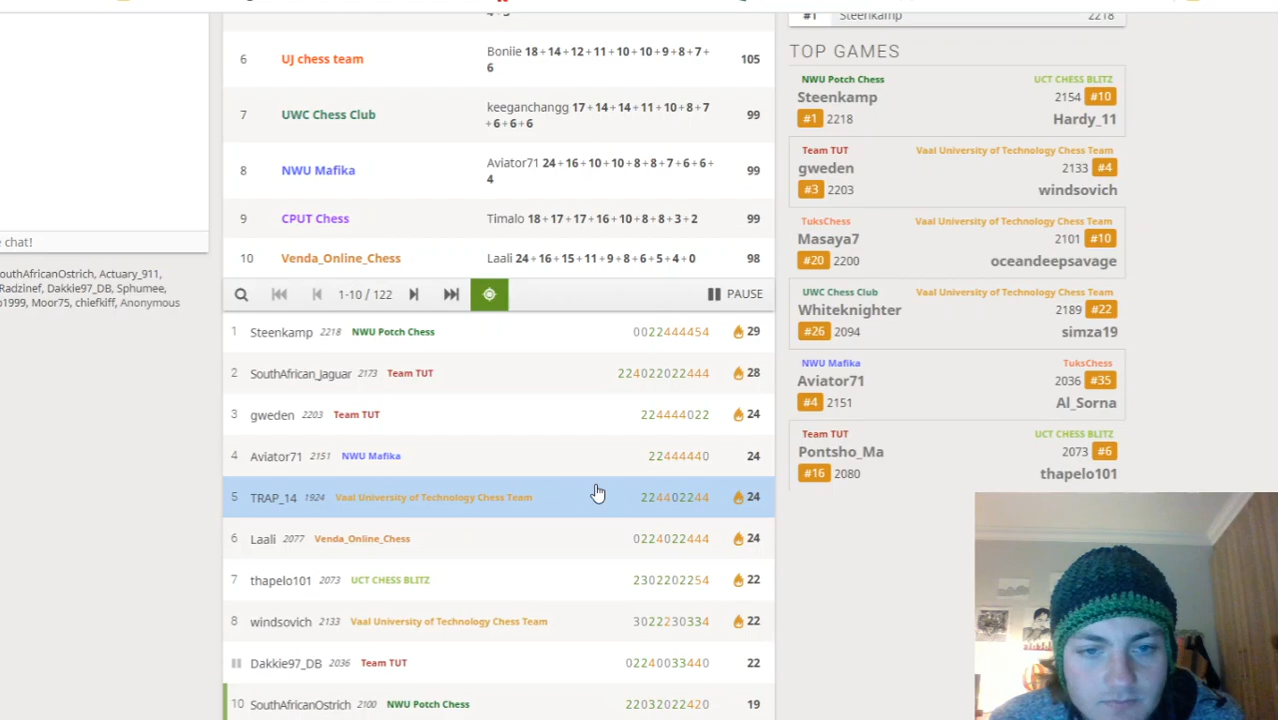 4+3
6 UJ chess team Boniie 18+14+12+11+10+10+9+8+7+ 105
6
7 UWC Chess Club keeganchangg 17+14+14+11+10+8+7 99
+6+6+6
8 NWU Mafika Aviator71 24+16+10+10+8+8+7+6+6+ 99
4
9 CPUT Chess Timalo 18+17+17+16+10+8+8+3+2 99
10 Venda_Online_Chess Laali 24+16+15+11+9+8+6+5+4+0 98
1-10 / 122 PAUSE
1 Steenkamp 2218 NWU Potch Chess 0022444454 29
2 SouthAfrican_Jaguar 2173 Team TUT 224022022444 28
3 gweden 2203 Team TUT 224444022 24
4 Aviator71 2151 NWU Mafika 22444440 24
5 TRAP_14 1924 Vaal University of Technology Chess Team 224402244 24
6 Laali 2077 Venda_Online_Chess 0224022444 24
7 thapelo101 2073 UCT CHESS BLITZ 2302202254 22
8 windsovich 2133 Vaal University of Technology Chess Team 3022230334 22
Dakkie97_DB 2036 Team TUT 02240033440 22
10 SouthAfricanOstrich 2100 NWU Potch Chess 22032022420 19
e chat!
outhAfricanOstrich, Actuary_911,
Radzinef, Dakkie97_DB, Sphumee,
o1999, Moor75, chiefkiff, Anonymous
#1 Steenkamp 2218
TOP GAMES
NWU Potch Chess UCT CHESS BLITZ
Steenkamp 2154 #10
#1 2218 Hardy_11
Team TUT Vaal University of Technology Chess Team
gweden 2133 #4
#3 2203 windsovich
TuksChess Vaal University of Technology Chess Team
Masaya7 2101 #10
#20 2200 oceandeepsavage
UWC Chess Club Vaal University of Technology Chess Team
Whiteknighter 2189 #22
#26 2094 simza19
NWU Mafika TuksChess
Aviator71 2036 #35
#4 2151 Al_Sorna
Team TUT UCT CHESS BLITZ
Pontsho_Ma 2073 #6
#16 2080 thapelo101